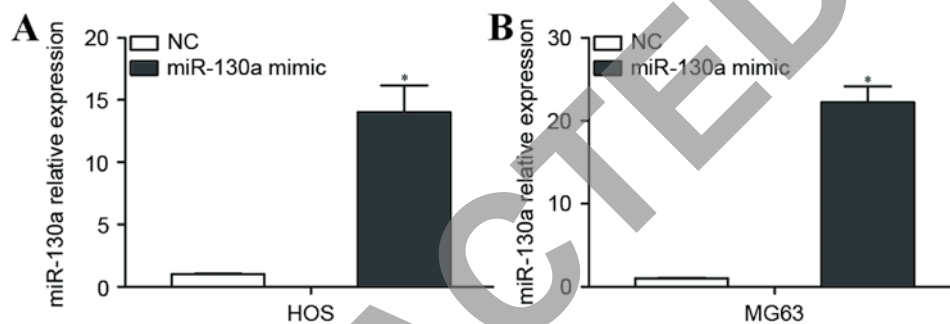 A
miR-130a relative expression
20
15
10
5
0
NC
miR-130a mimic
*
HOS
B
miR-130a relative expression
30
20
10
0
NC
miR-130a mimic
*
MG63
ACTED